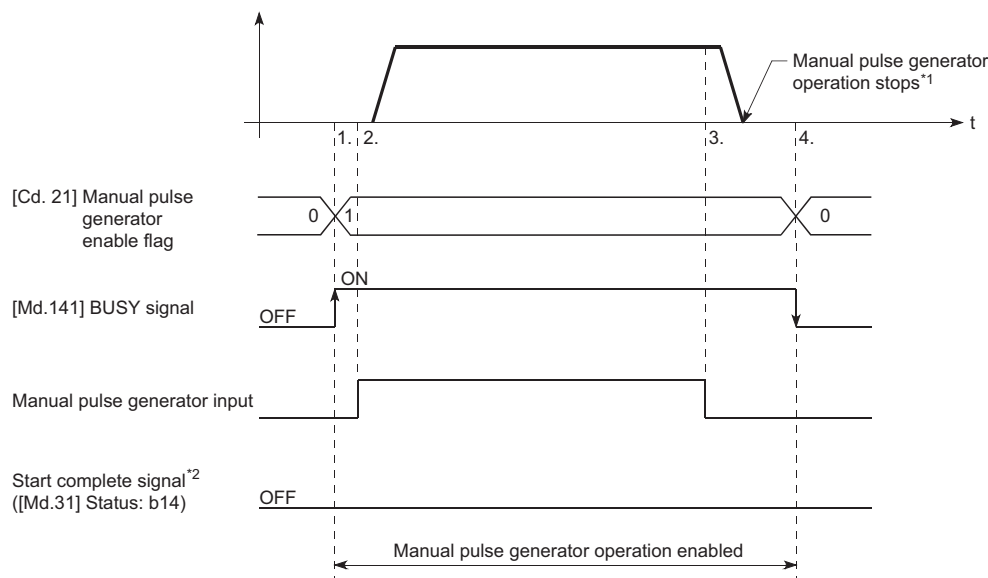 Manual pulse generator
operation stops*1
t
1. 2. 3. 4.
[Cd. 21] Manual pulse
generator
enable flag
0 1 0
ON
[Md.141] BUSY signal
OFF
Manual pulse generator input
Start complete signal*2
([Md.31] Status: b14)
OFF
Manual pulse generator operation enabled